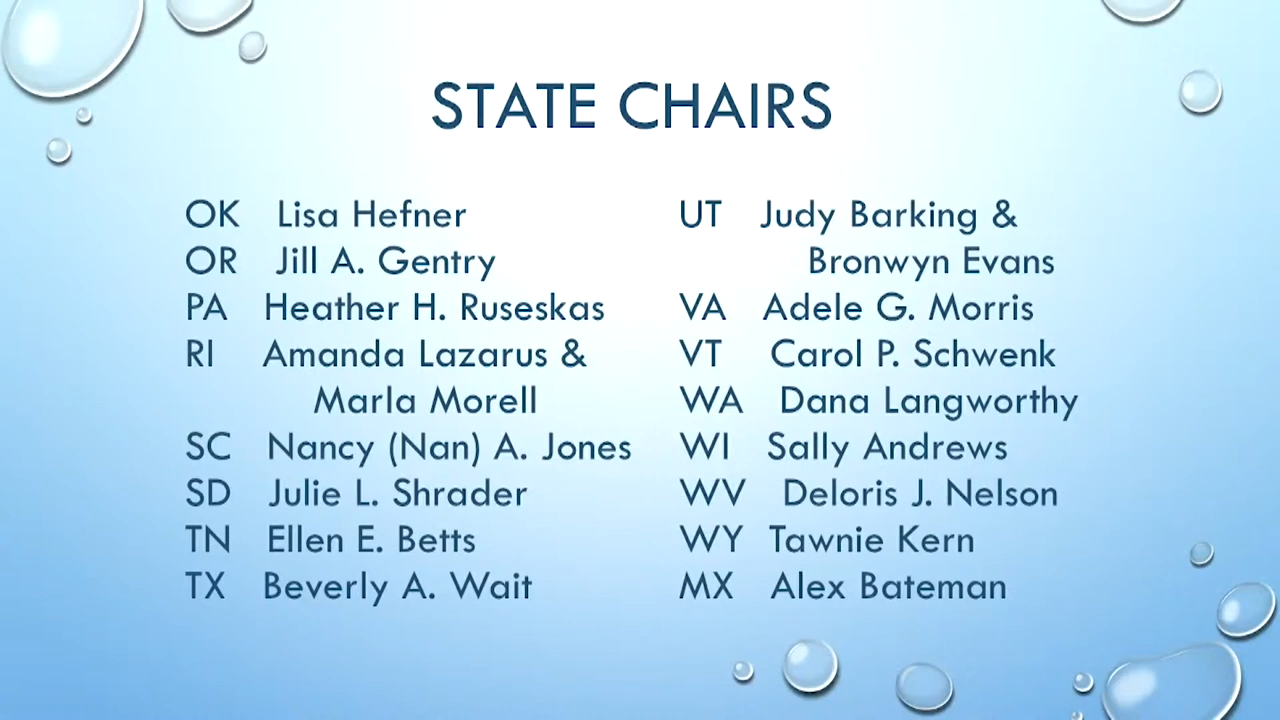 STATE CHAIRS
OK Lisa Hefner
OR Jill A. Gentry
PA Heather H. Ruseskas
RI Amanda Lazarus &
Marla Morell
SC Nancy (Nan) A. Jones
SD Julie L. Shrader
TN Ellen E. Betts
TX Beverly A. Wait
UT Judy Barking &
Bronwyn Evans
VA Adele G. Morris
VT Carol P. Schwenk
WA Dana Langworthy
WI Sally Andrews
WV Deloris J. Nelson
WY Tawnie Kern
MX Alex Bateman